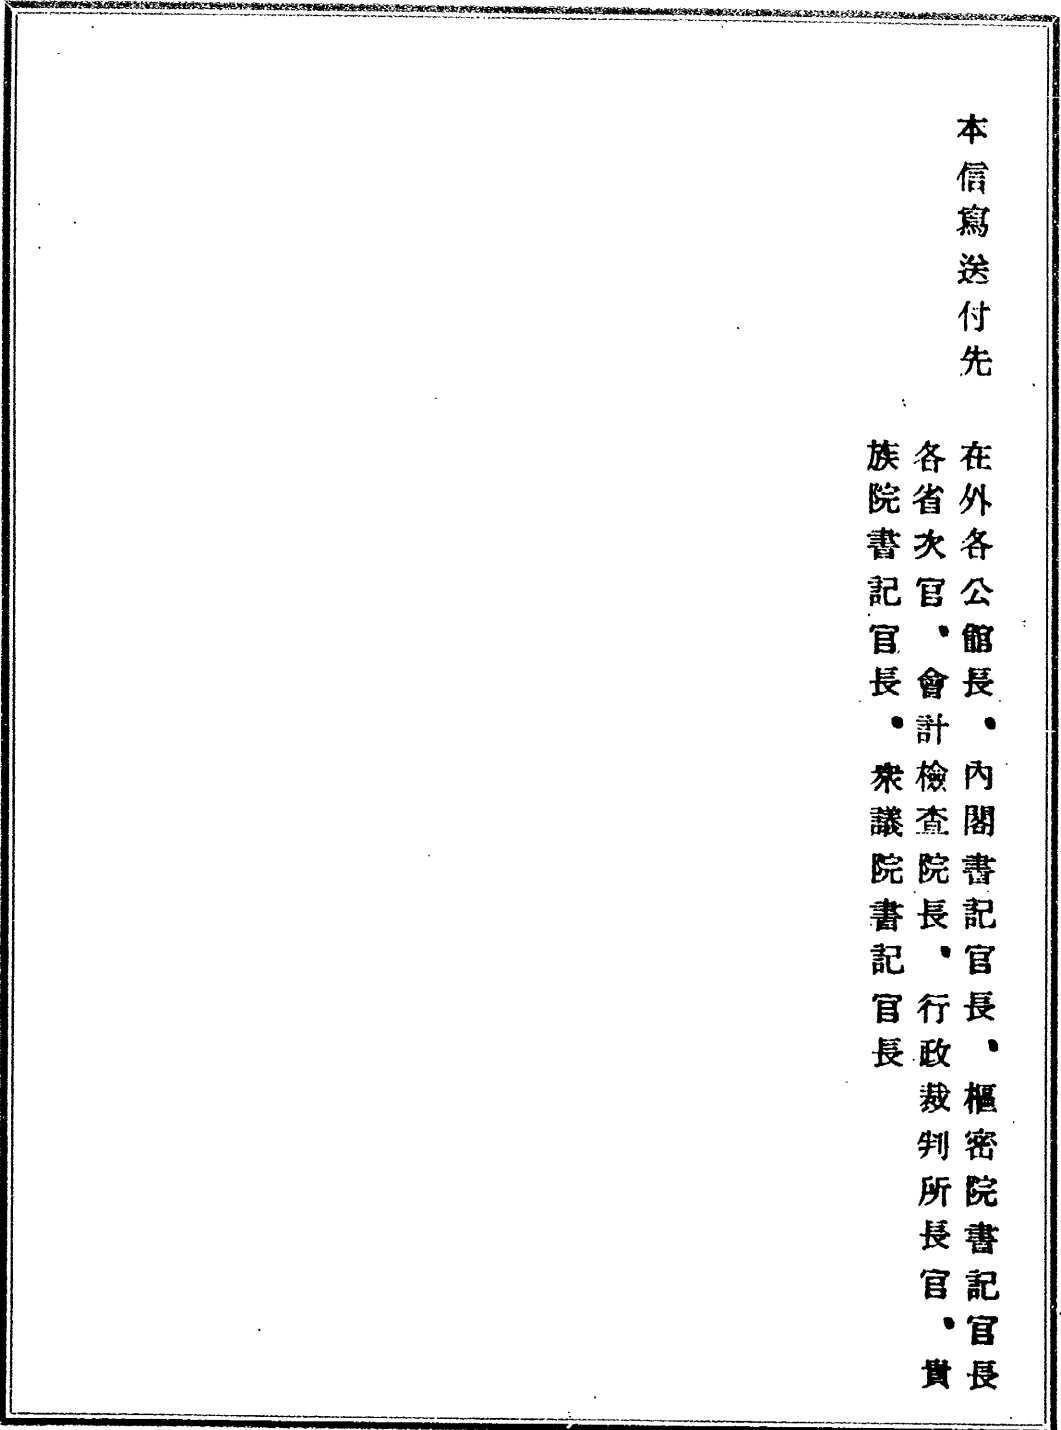 本信寫送付先　在外各公館長、內閣書記官長、樞密院書記官長
各省次官、會計檢査院長、行政裁判所長官、貴
族院書記官長、衆議院書記官長